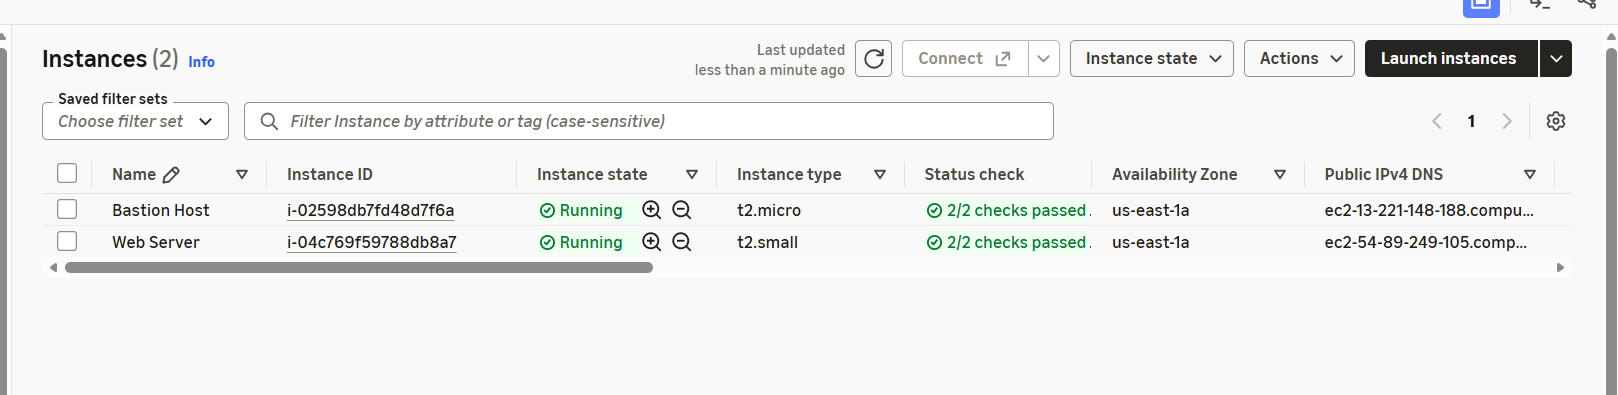 Instances (2) Info
Last updated
less than a minute ago
Connect
Instance state
Actions
Launch instances
Saved filter sets
Choose filter set
Filter Instance by attribute or tag (case-sensitive)
1
Name Instance ID Instance state Instance type Status check Availability Zone Public IPv4 DNS
Bastion Host i-02598db7fd48d7f6a Running t2.micro 2/2 checks passed . us-east-1a ec2-13-221-148-188.compu...
Web Server i-04c769f59788db8a7 Running t2.small 2/2 checks passed . us-east-1a ec2-54-89-249-105.comp...